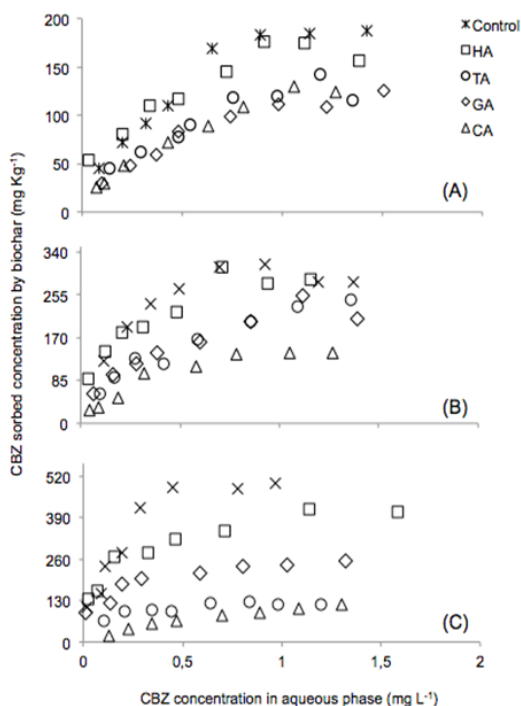 200
150
100
50
0
Control
HA
TA
GA
CA
(A)
CBZ sorbed concentration by biochar (mg Kg⁻¹)
340
255
170
85
0
(B)
520
390
260
130
0
(C)
0 0,5 1 1,5 2
CBZ concentration in aqueous phase (mg L⁻¹)